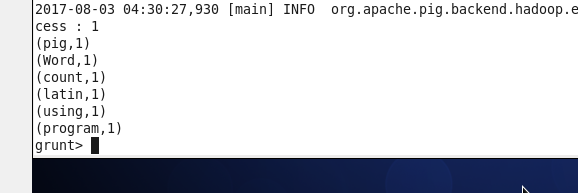 2017-08-03 04:30:27,930 [main] INFO  org.apache.pig.backend.hadoop.e
cess : 1
(pig,1)
(Word,1)
(count,1)
(latin,1)
(using,1)
(program,1)
grunt>